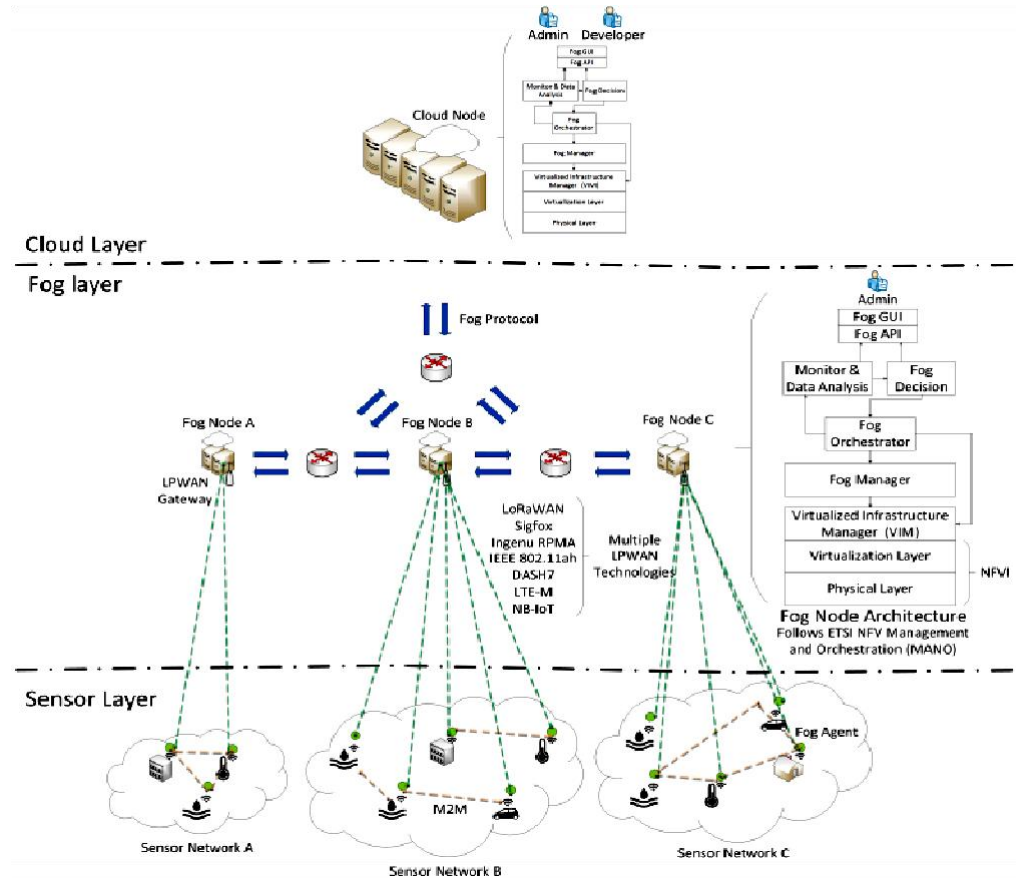 Admin
Developer
Fog GUI
Fog API
Monitor & Data
Analysis
Fog Decision
Cloud Node
Fog
Orchestrator
Fog Manager
Virtualized Infrastructure
Manager (VIM)
Virtualization Layer
Physical Layer
Cloud Layer
Fog layer
Admin
Fog GUI
Fog API
Fog Protocol
Monitor &
Data Analysis
Fog
Decision
Fog Node A
Fog Node B
Fog Node C
Fog
Orchestrator
LPWAN
Gateway
Fog Manager
LoRaWAN
Sigfox
Ingenu RPMA
IEEE 802.11ah
DASH7
LTE-M
NB-IoT
Multiple
LPWAN
Technologies
Virtualized Infrastructure
Manager (VIM)
Virtualization Layer
Physical Layer
NFVI
Fog Node Architecture
Follows ETSI NFV Management
and Orchestration (MANO)
Sensor Layer
Fog Agent
M2M
Sensor Network A
Sensor Network B
Sensor Network C